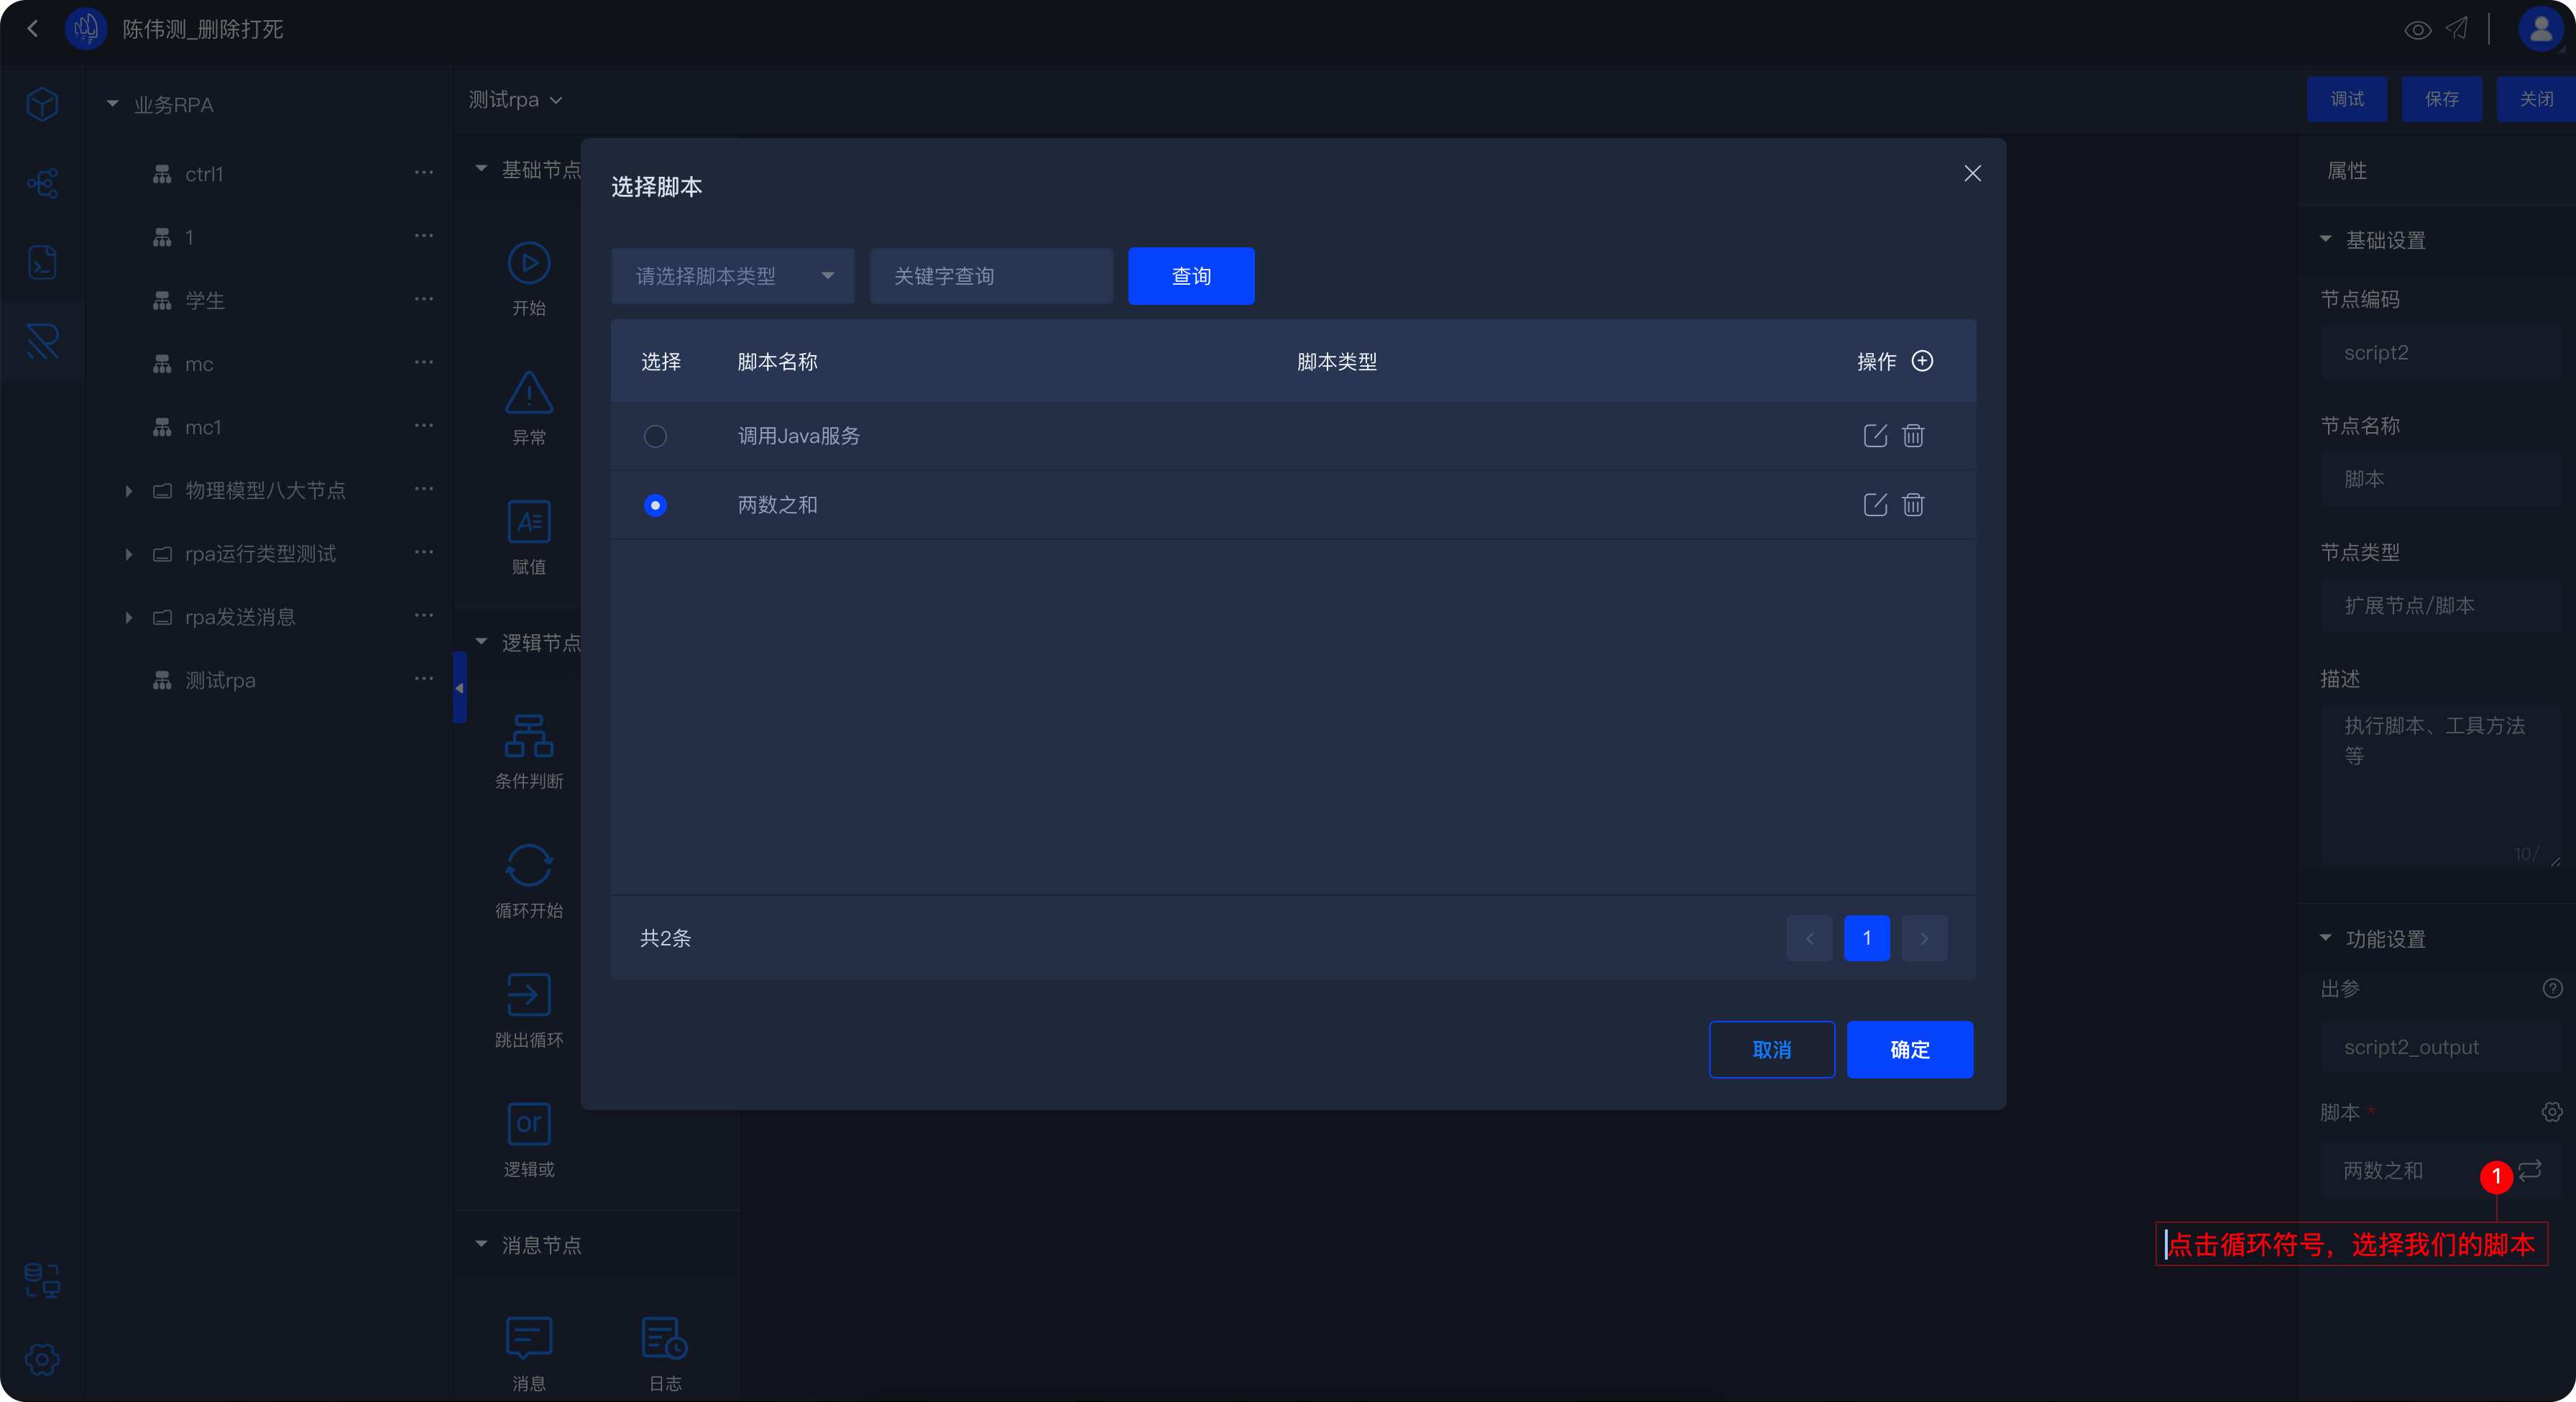 陈伟测_删除打死
业务RPA
ctrl1
1
学生
mc
mc1
物理模型八大节点
rpa运行类型测试
rpa发送消息
测试rpa
测试rpa
调试
保存
关闭
基础节点
开始
异常
赋值
逻辑节点
条件判断
循环开始
跳出循环
or
逻辑或
消息节点
消息
日志
选择脚本
请选择脚本类型
关键字查询
查询
选择 脚本名称 脚本类型 操作
调用Java服务
两数之和
共2条
1
取消
确定
属性
基础设置
节点编码
script2
节点名称
脚本
节点类型
扩展节点/脚本
描述
执行脚本、工具方法
等
10/
功能设置
出参
script2_output
脚本 *
两数之和
1
点击循环符号，选择我们的脚本